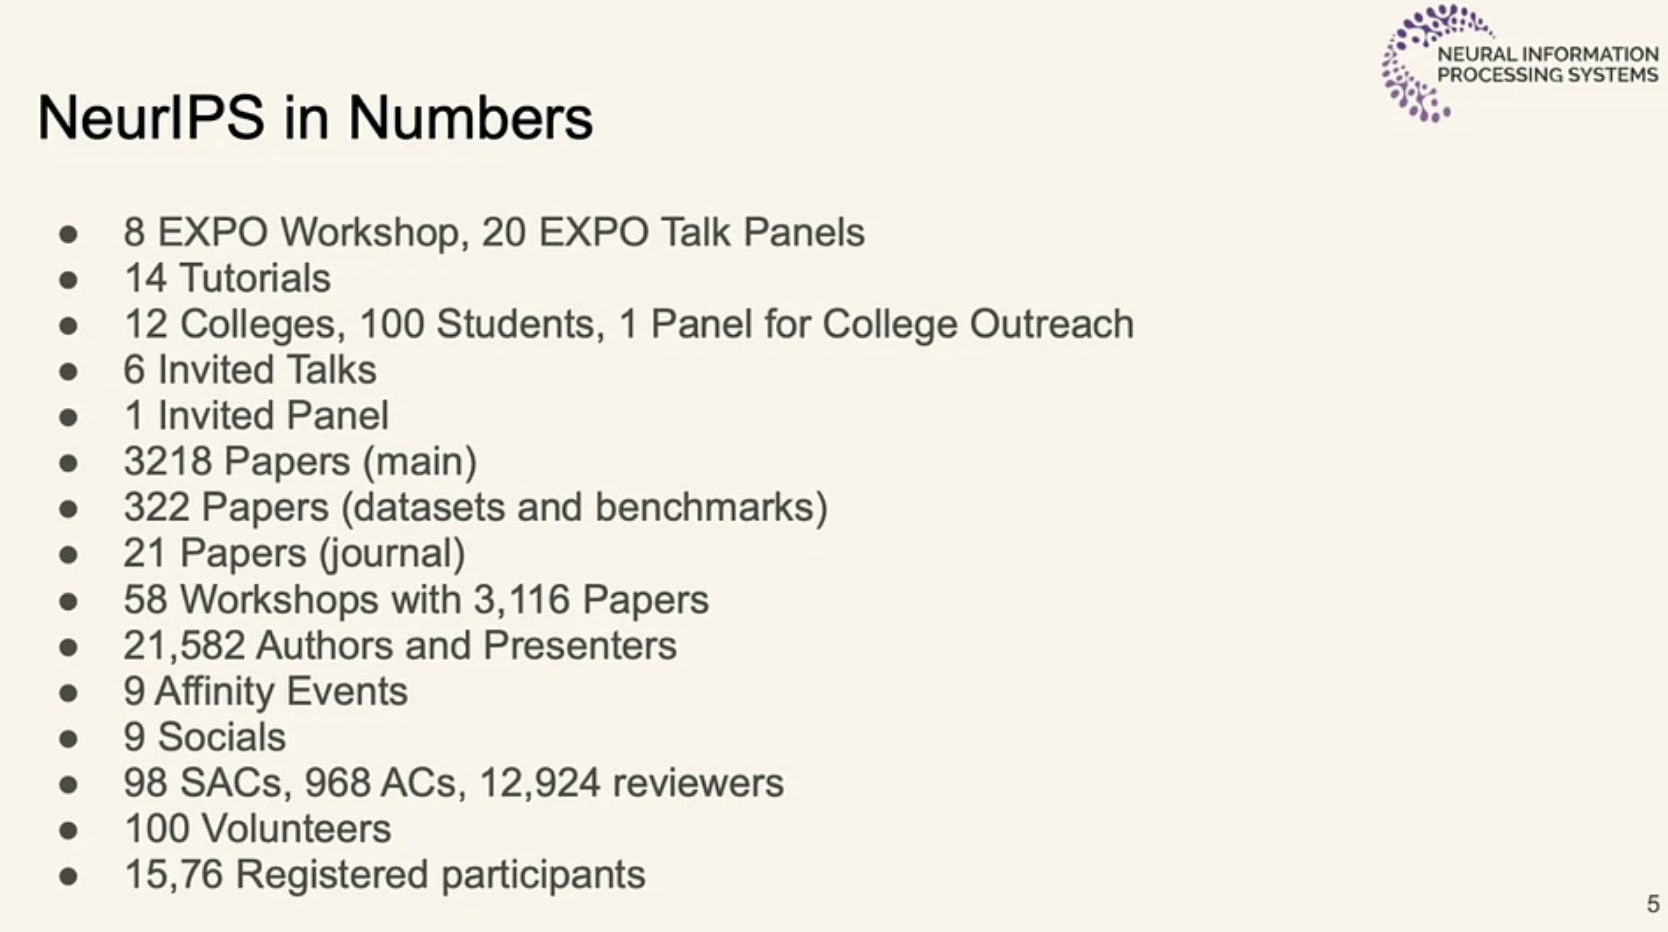 NEURAL INFORMATION
PROCESSING SYSTEMS
NeurIPS in Numbers
● 8 EXPO Workshop, 20 EXPO Talk Panels
● 14 Tutorials
● 12 Colleges, 100 Students, 1 Panel for College Outreach
● 6 Invited Talks
● 1 Invited Panel
● 3218 Papers (main)
● 322 Papers (datasets and benchmarks)
● 21 Papers (journal)
● 58 Workshops with 3,116 Papers
● 21,582 Authors and Presenters
● 9 Affinity Events
● 9 Socials
● 98 SACs, 968 ACs, 12,924 reviewers
● 100 Volunteers
● 15,76 Registered participants
5